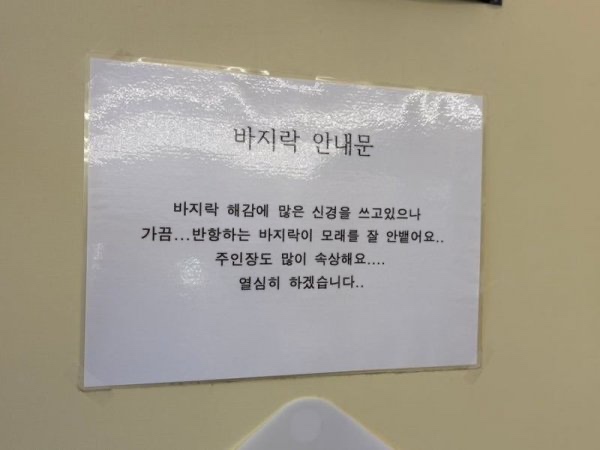 바지락 안내문
바지락 해감에 많은 신경을 쓰고있으나
가끔...반항하는 바지락이 모래를 잘 안뱉어요..
주인장도 많이 속상해요....
열심히 하겠습니다..